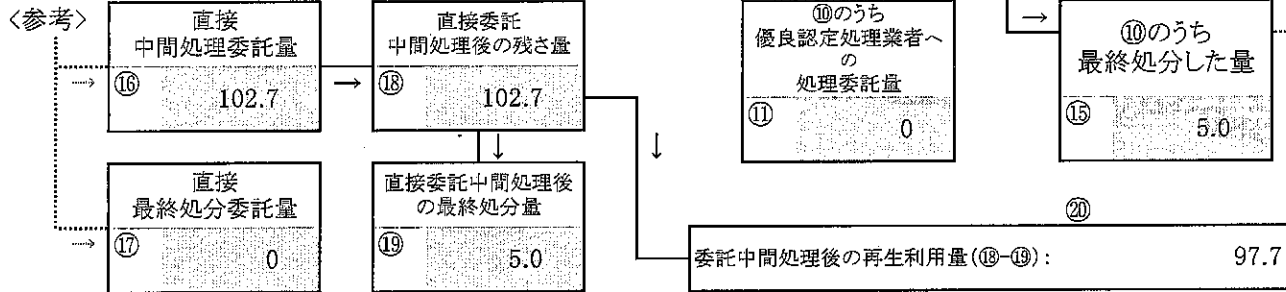 〈参考〉
直接
中間処理委託量
⑯
102.7
→
直接委託
中間処理後の残さ量
⑱
102.7
⑩のうち
優良認定処理業者へ
の
処理委託量
⑪
0
→
⑩のうち
最終処分した量
⑮
5.0
↓
↓
直接
最終処分委託量
⑰
0
直接委託中間処理後
の最終処分量
⑲
5.0
⑳
委託中間処理後の再生利用量(⑱-⑲):
97.7